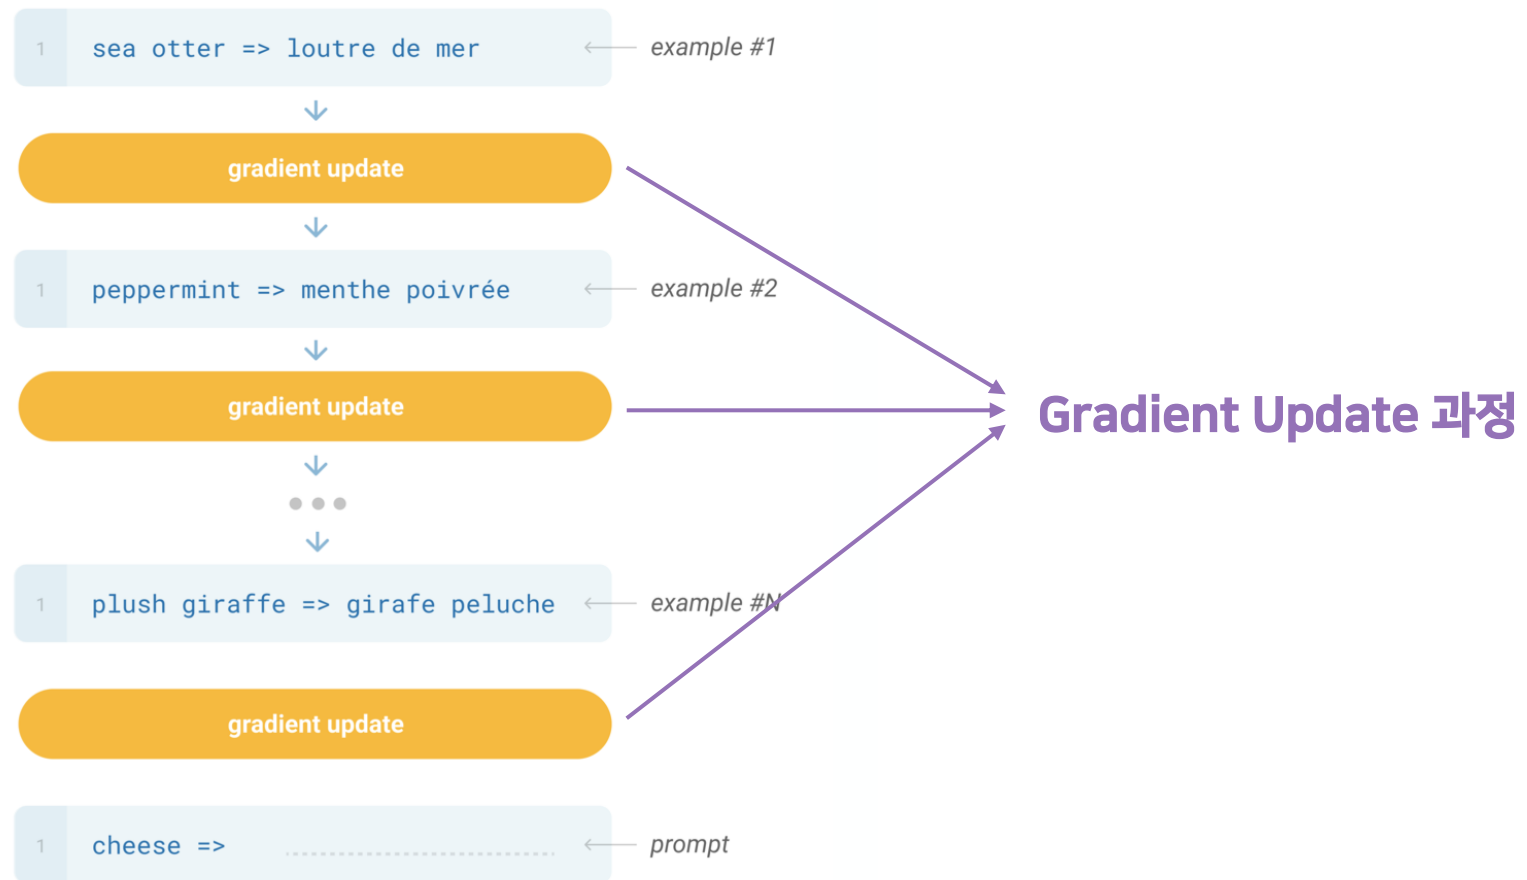 1 sea otter => loutre de mer example #1
gradient update
1 peppermint => menthe poivrée example #2
gradient update
Gradient Update 과정
1 plush giraffe => girafe peluche example #N
gradient update
1 cheese => prompt